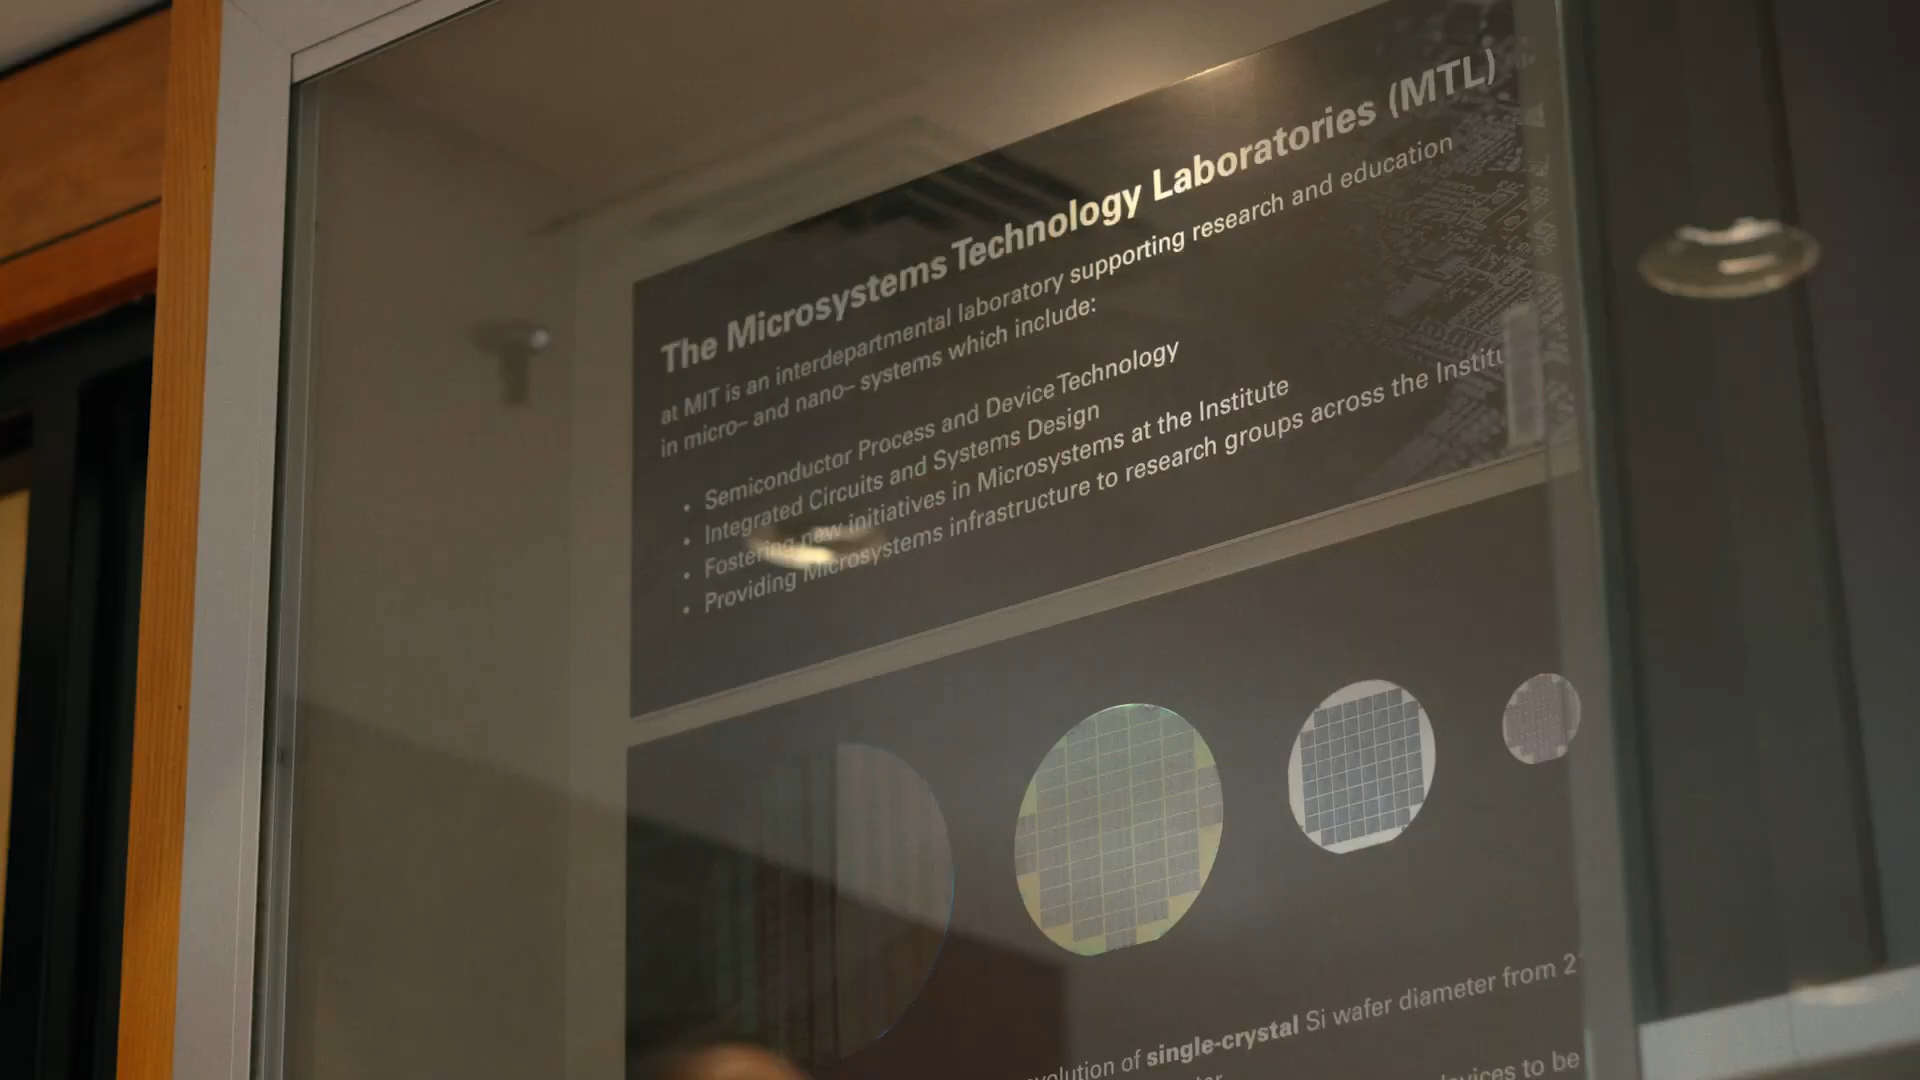 The Microsystems Technology Laboratories (MTL)
at MIT is an interdepartmental laboratory supporting research and education
in micro– and nano– systems which include:
• Semiconductor Process and Device Technology
• Integrated Circuits and Systems Design
• Fostering new initiatives in Microsystems at the Institute
• Providing Microsystems infrastructure to research groups across the
of single-crystal Si wafer diameter from
to be